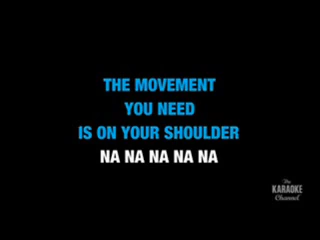 THE MOVEMENT
YOU NEED
IS ON YOUR SHOULDER
NA NA NA NA NA
The
KARAOKE
Channel